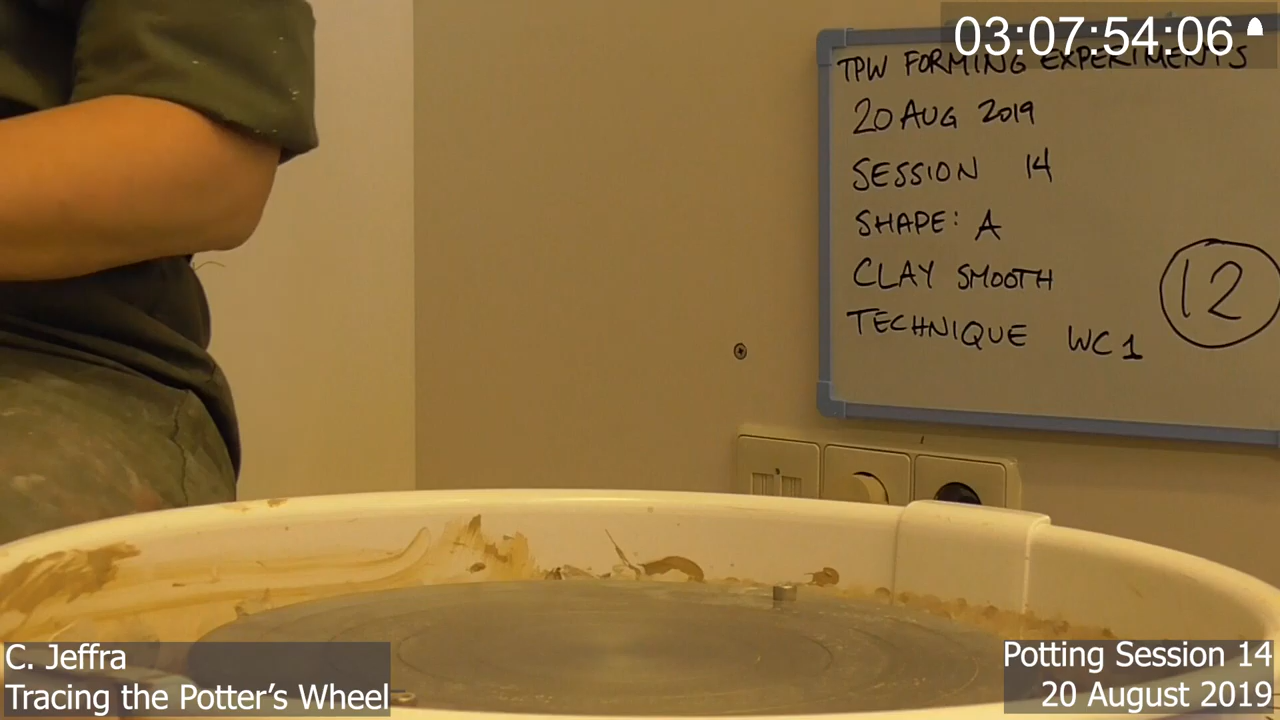 03:07:54:06
TPW FORMING EXPERIMENTS
20 AUG 2019
SESSION 14
SHAPE: A
CLAY SMOOTH
TECHNIQUE WC1
12
C. Jeffra
Tracing the Potter's Wheel
Potting Session 14
20 August 2019